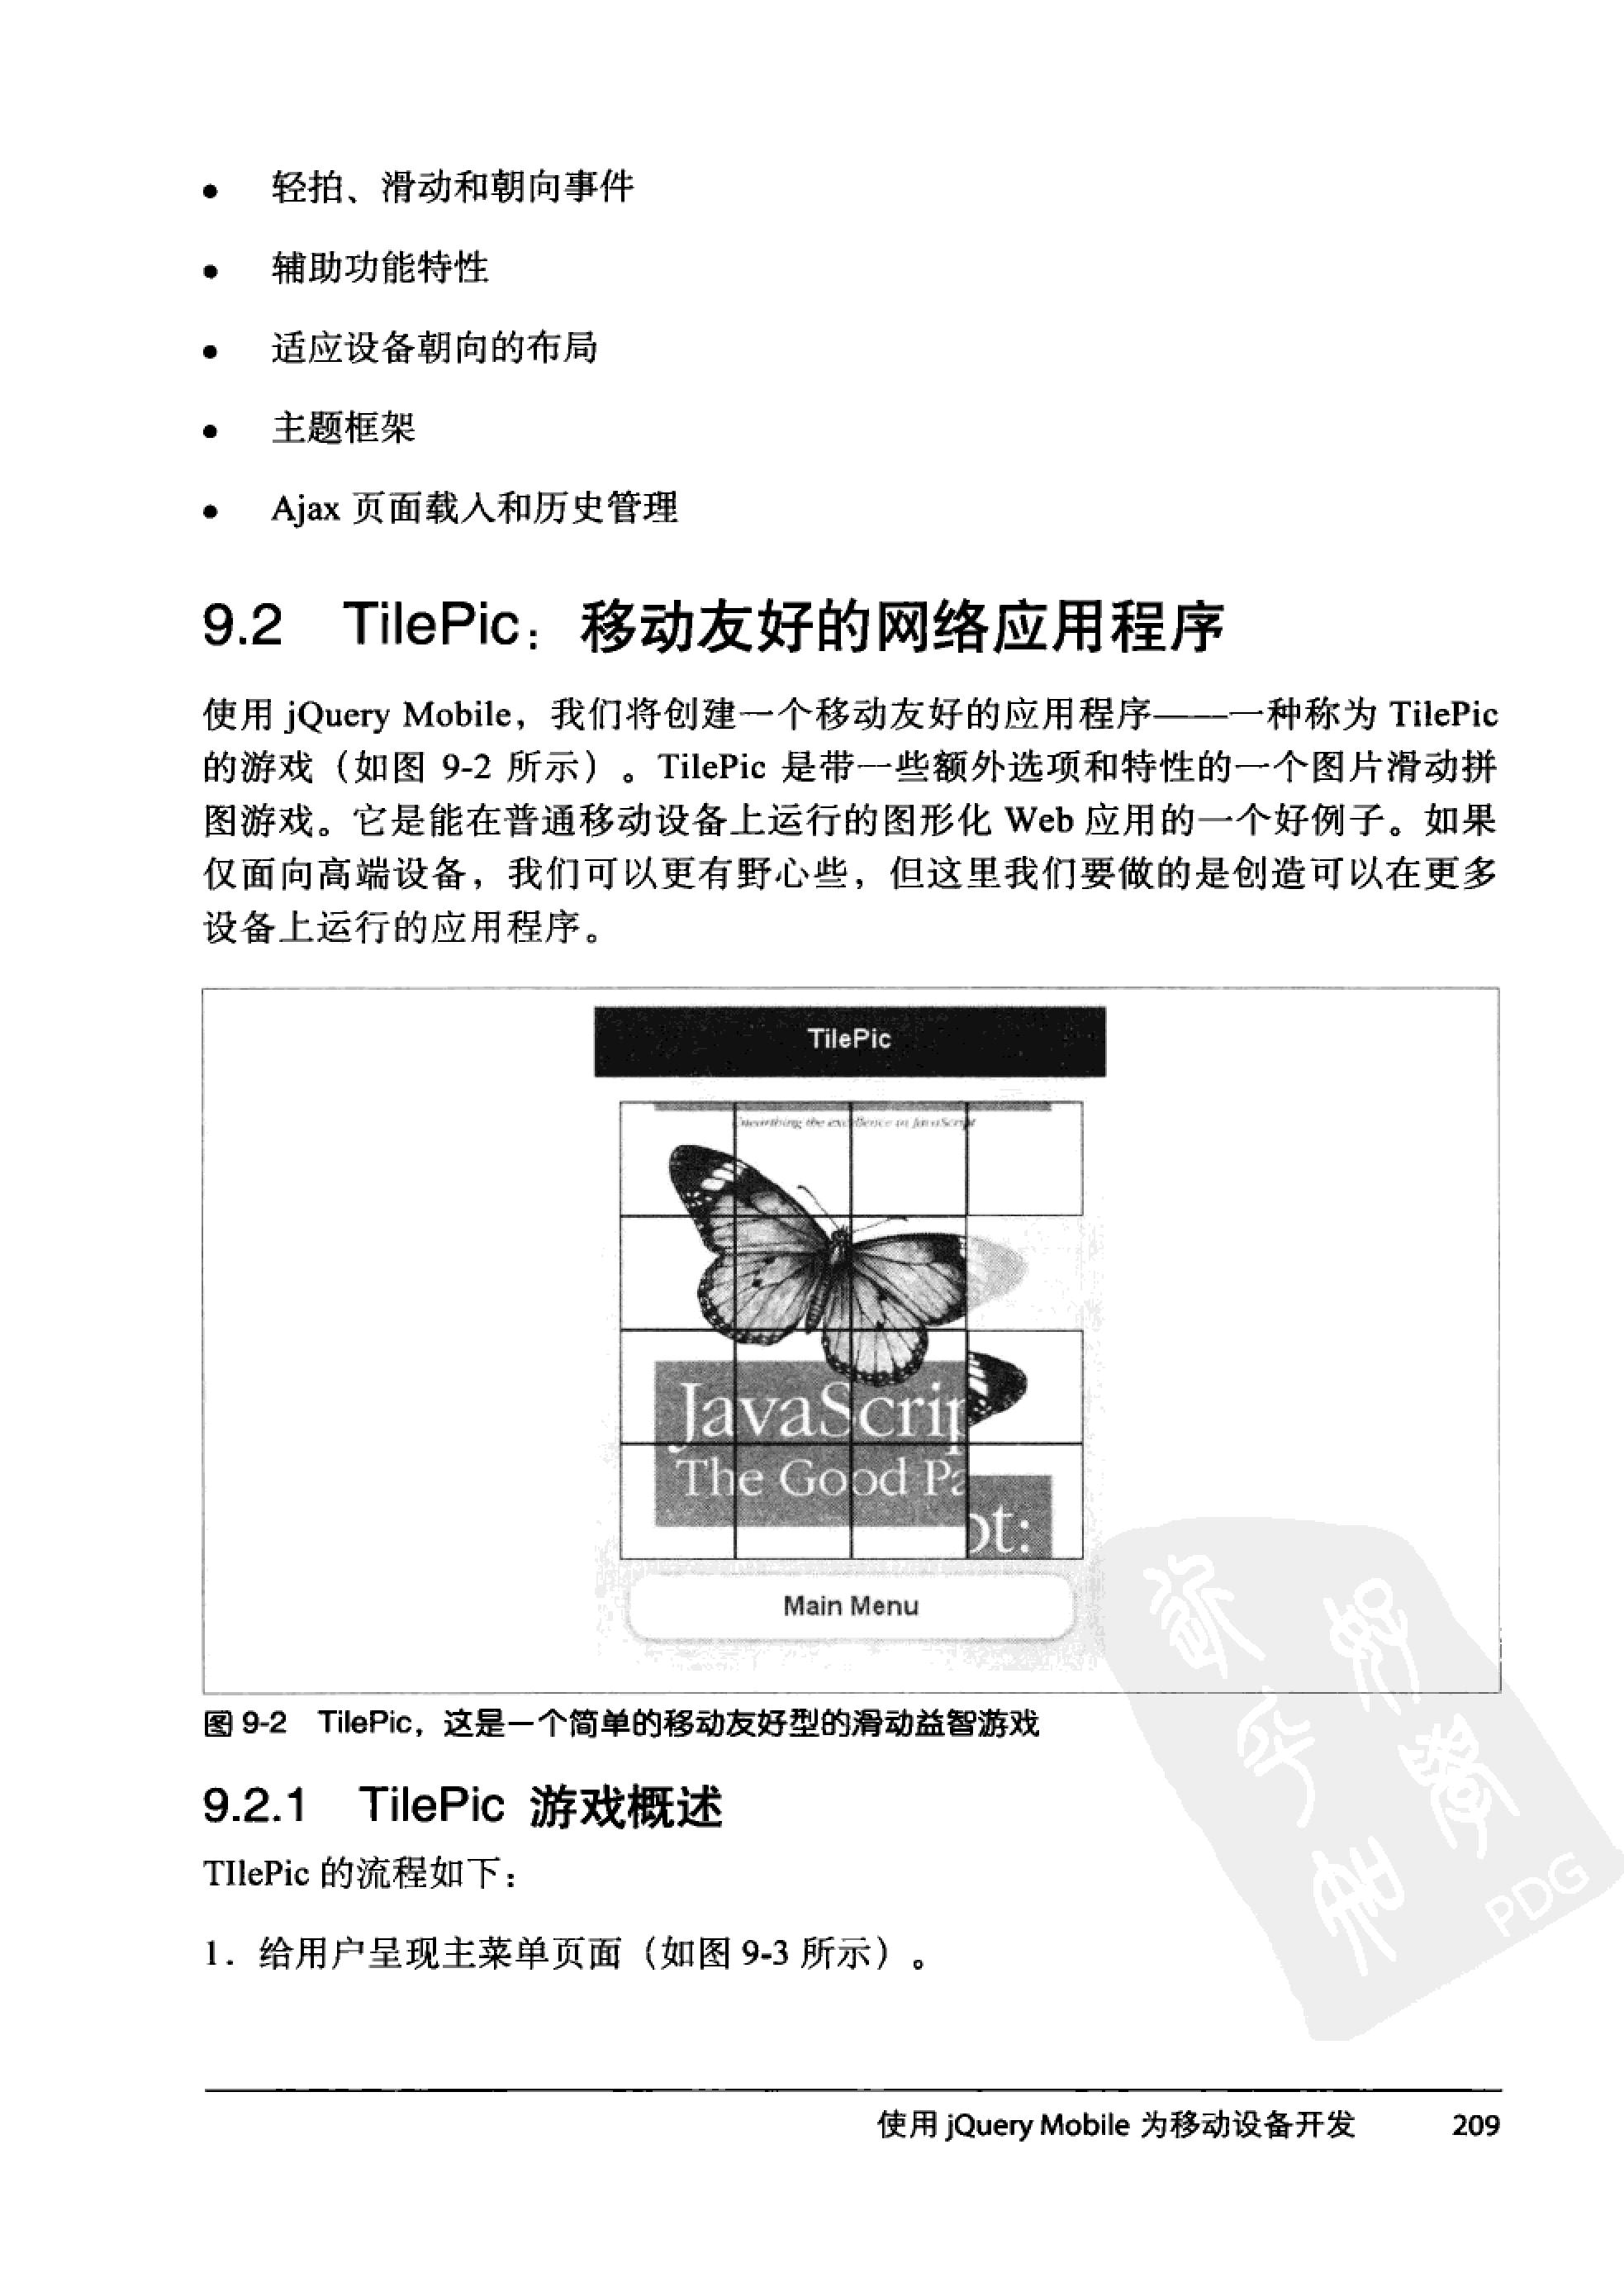 ● 轻拍、滑动和朝向事件
● 辅助功能特性
● 适应设备朝向的布局
● 主题框架
● Ajax 页面载入和历史管理
9.2 TilePic：移动友好的网络应用程序
使用 jQuery Mobile，我们将创建一个移动友好的应用程序——一种称为 TilePic
的游戏（如图 9-2 所示）。TilePic 是带一些额外选项和特性的一个图片滑动拼
图游戏。它是能在普通移动设备上运行的图形化 Web 应用的一个好例子。如果
仅面向高端设备，我们可以更有野心些，但这里我们要做的是创造可以在更多
设备上运行的应用程序。
TilePic
Unearthing the excellence in JavaScript
JavaScrip
The Good Pa
ot:
Main Menu
图 9-2 TilePic，这是一个简单的移动友好型的滑动益智游戏
9.2.1 TilePic 游戏概述
TIlePic 的流程如下：
1. 给用户呈现主菜单页面（如图 9-3 所示）。
PDG
使用 jQuery Mobile 为移动设备开发 209